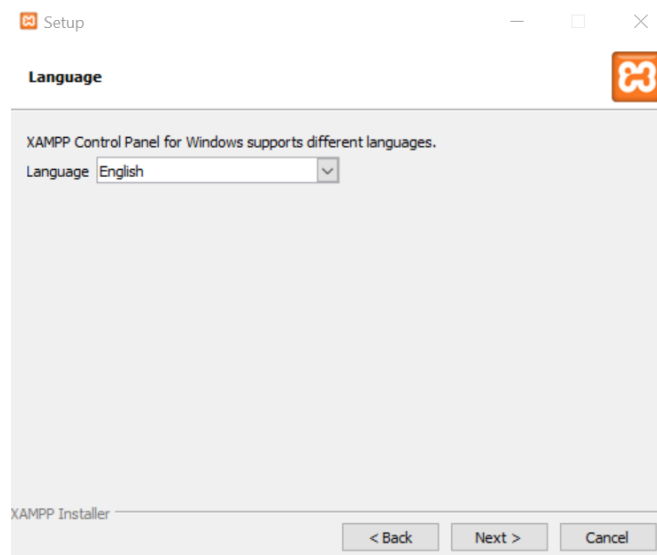 Setup
Language
XAMPP Control Panel for Windows supports different languages.
Language English
XAMPP Installer
< Back Next > Cancel